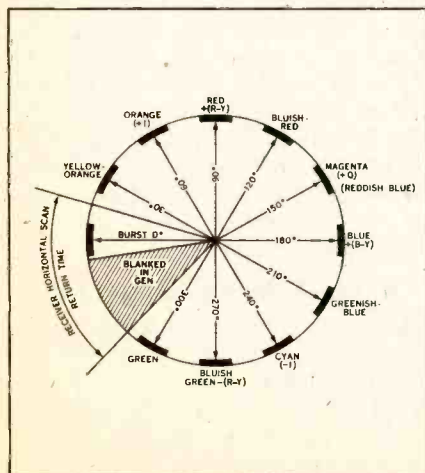 RED
+(R-Y)
ORANGE
(+I)
BLUISH-
RED
YELLOW-
ORANGE
MAGENTA
(+Q)
(REDDISH BLUE)
30°
60°
90°
120°
150°
BURST 0°
180°
BLUE
+(B-Y)
RECEIVER HORIZONTAL SCAN
RETURN TIME
BLANKED
IN
GEN
210°
GREENISH-
BLUE
300°
270°
240°
GREEN
BLUISH
GREEN-(R-Y)
CYAN
(-I)